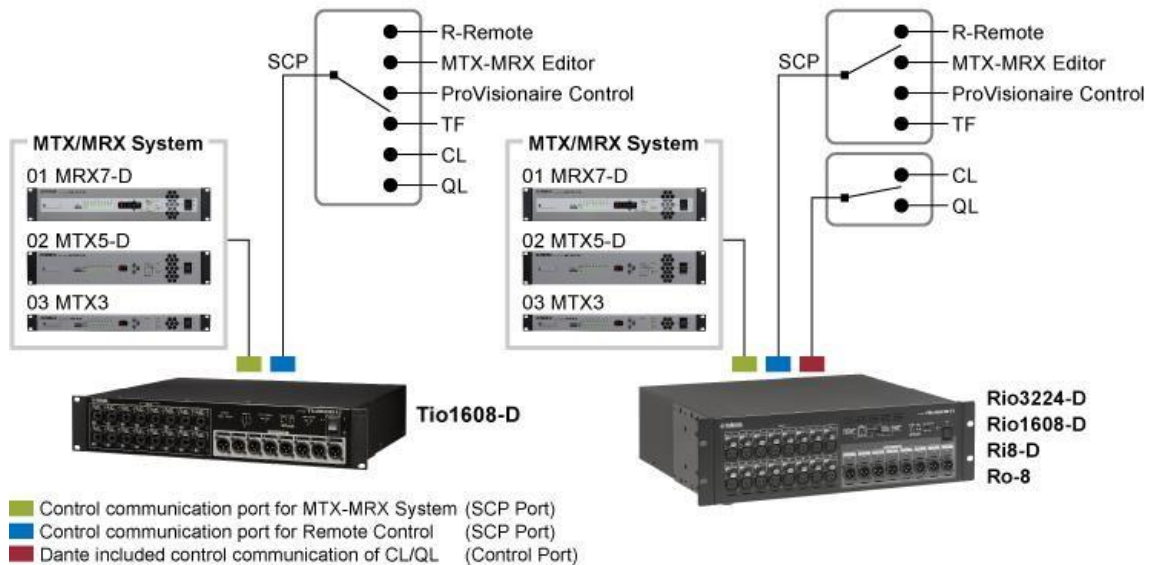 R-Remote
SCP
MTX-MRX Editor
ProVisionaire Control
TF
CL
QL
MTX/MRX System
01 MRX7-D
02 MTX5-D
03 MTX3
Tio1608-D
R-Remote
SCP
MTX-MRX Editor
ProVisionaire Control
TF
CL
QL
MTX/MRX System
01 MRX7-D
02 MTX5-D
03 MTX3
Rio3224-D
Rio1608-D
Ri8-D
Ro-8
Control communication port for MTX-MRX System (SCP Port)
Control communication port for Remote Control (SCP Port)
Dante included control communication of CL/QL (Control Port)